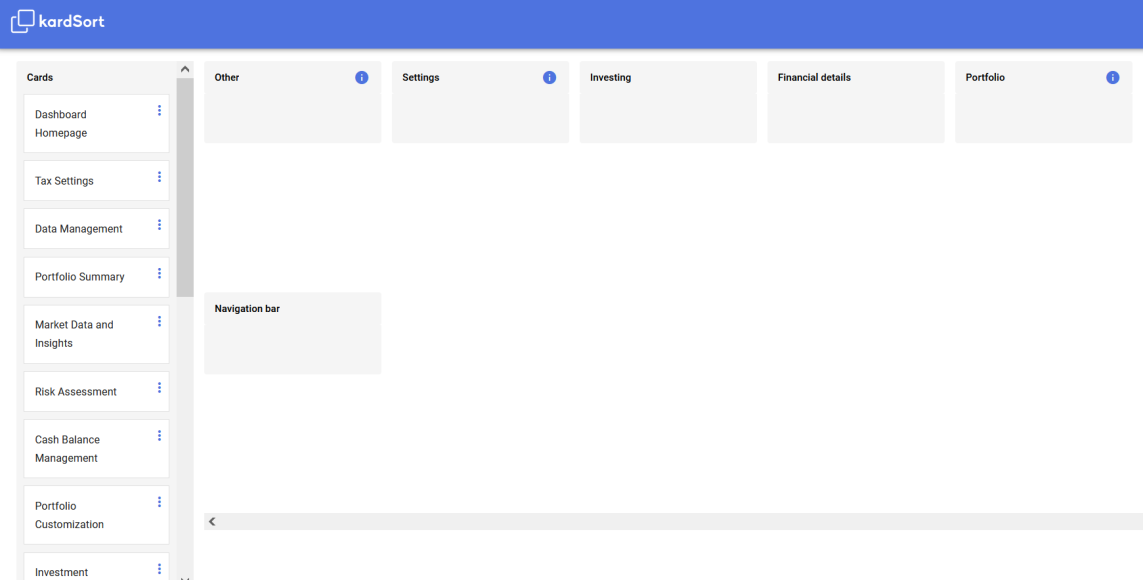 kardSort
Cards
Dashboard
Homepage
Tax Settings
Data Management
Portfolio Summary
Market Data and
Insights
Risk Assessment
Cash Balance
Management
Portfolio
Customization
Investment
Other
Settings
Investing
Financial details
Portfolio
Navigation bar